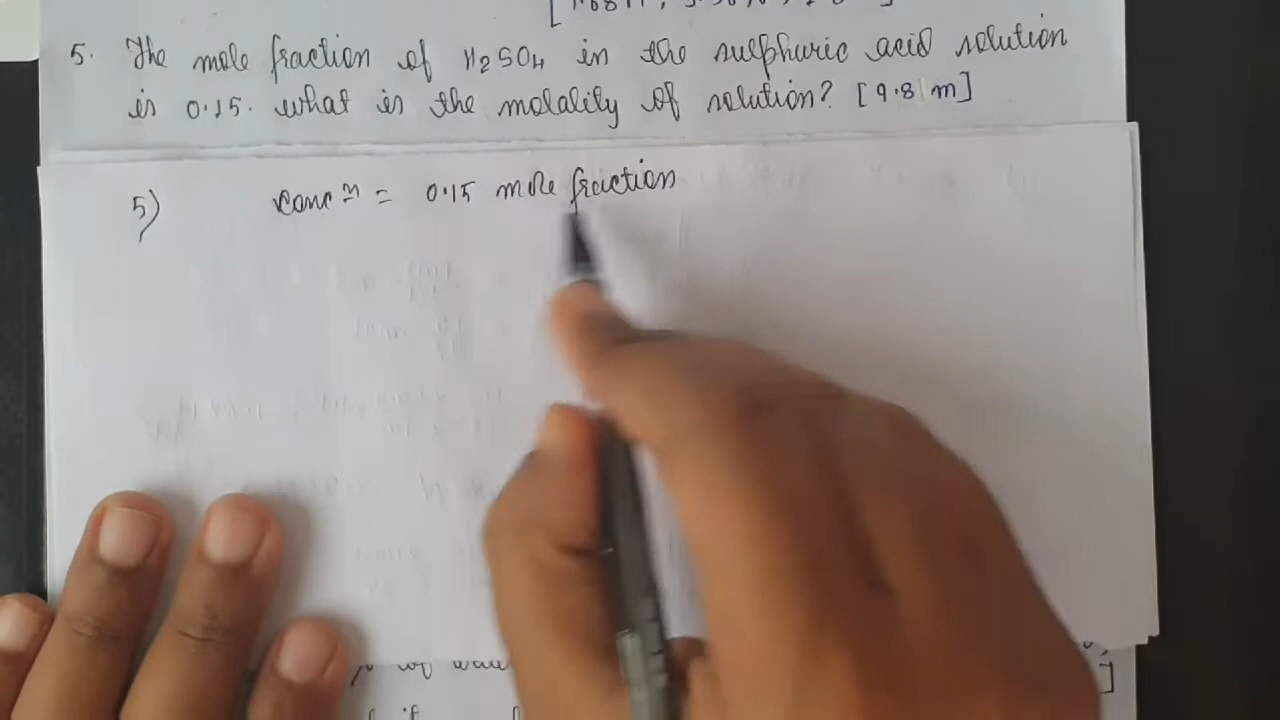 5. The mole fraction of H2SO4 in the sulphuric acid solution
is 0.15. what is the molality of solution? [9.8 m]
5) concn = 0.15 mole fraction